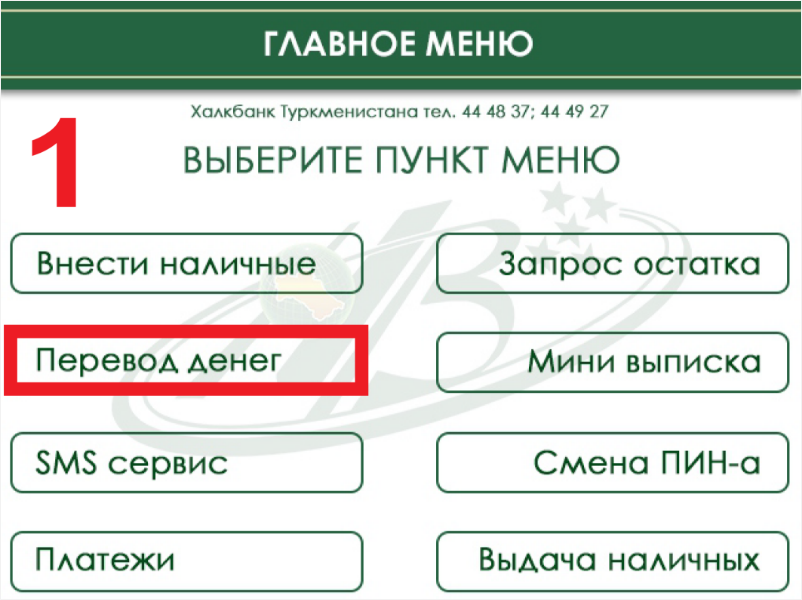 ГЛАВНОЕ МЕНЮ
Халкбанк Туркменистана тел. 44 48 37; 44 49 27
1
ВЫБЕРИТЕ ПУНКТ МЕНЮ
Внести наличные
Запрос остатка
Перевод денег
Мини выписка
SMS сервис
Смена ПИН-а
Платежи
Выдача наличных